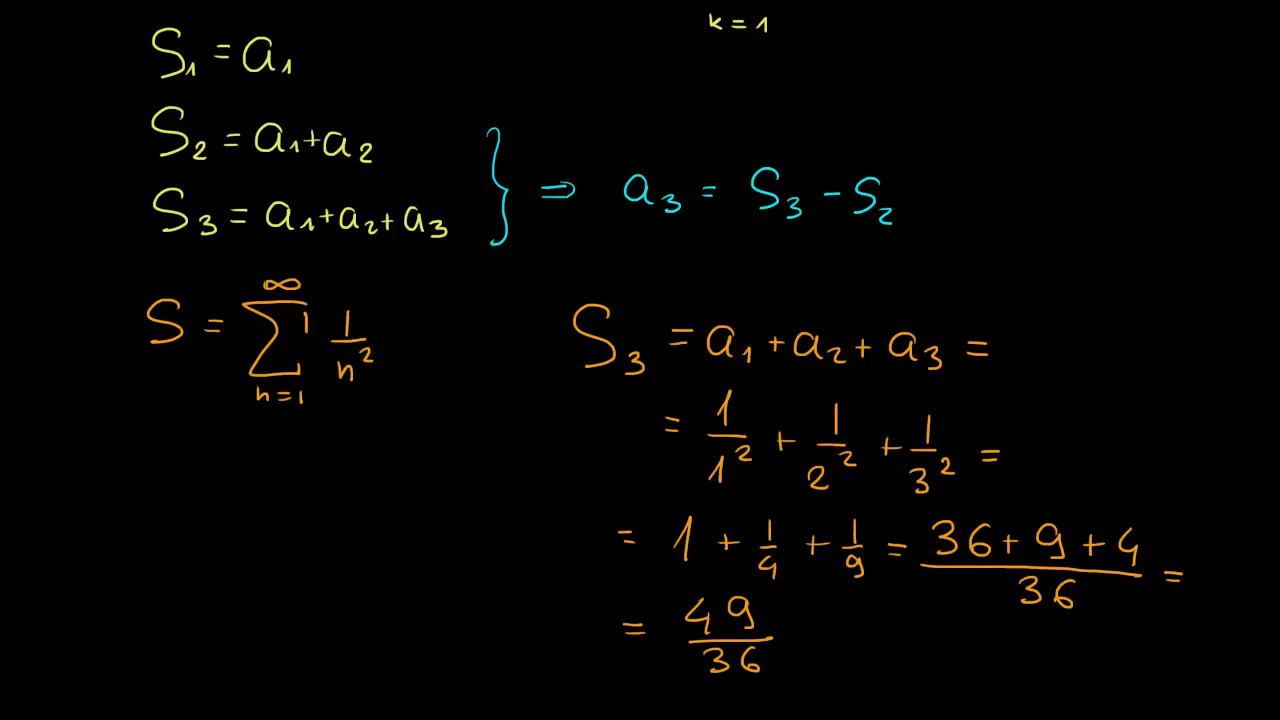 k = 1
S₁ = a₁
S₂ = a₁+a₂
S₃ = a₁+a₂+a₃ } ⇒ a₃ = S₃ - S₂
S = ∑_{n=1}^{∞} 1/n²
S₃ = a₁ + a₂ + a₃ =
= 1/1² + 1/2² + 1/3² =
= 1 + 1/4 + 1/9 = (36 + 9 + 4)/36 =
= 49/36